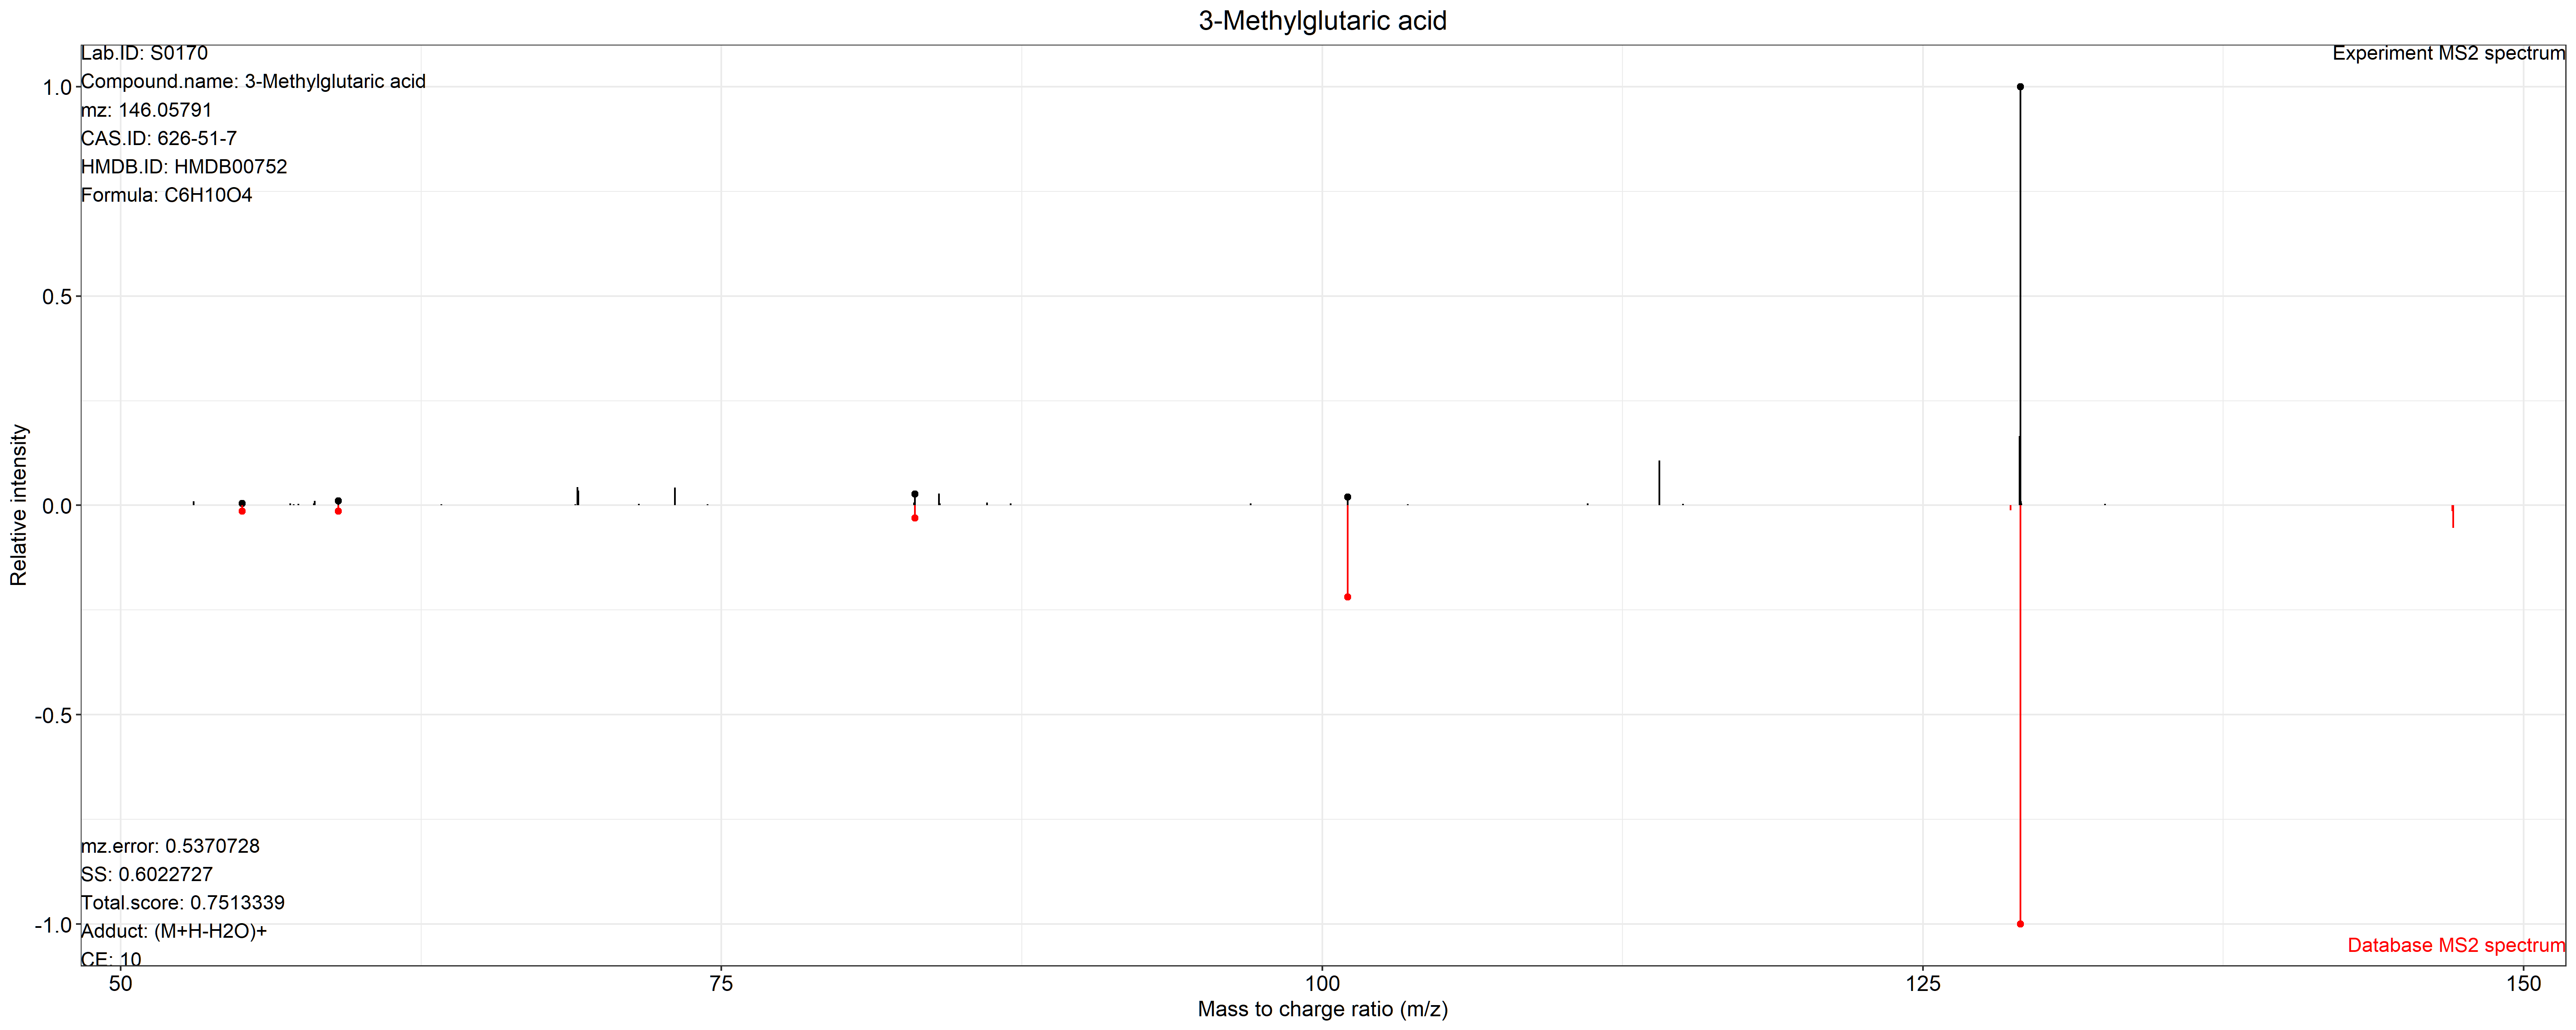 3-Methylglutaric acid
Lab.ID: S0170
Experiment MS2 spectrum
Compound.name: 3-Methylglutaric acid
mz: 146.05791
CAS.ID: 626-51-7
HMDB.ID: HMDB00752
Formula: C6H10O4
1.0
0.5
0.0
-0.5
-1.0
Relative intensity
mz.error: 0.5370728
SS: 0.6022727
Total.score: 0.7513339
Adduct: (M+H-H2O)+
CE: 10
Database MS2 spectrum
50 75 100 125 150
Mass to charge ratio (m/z)